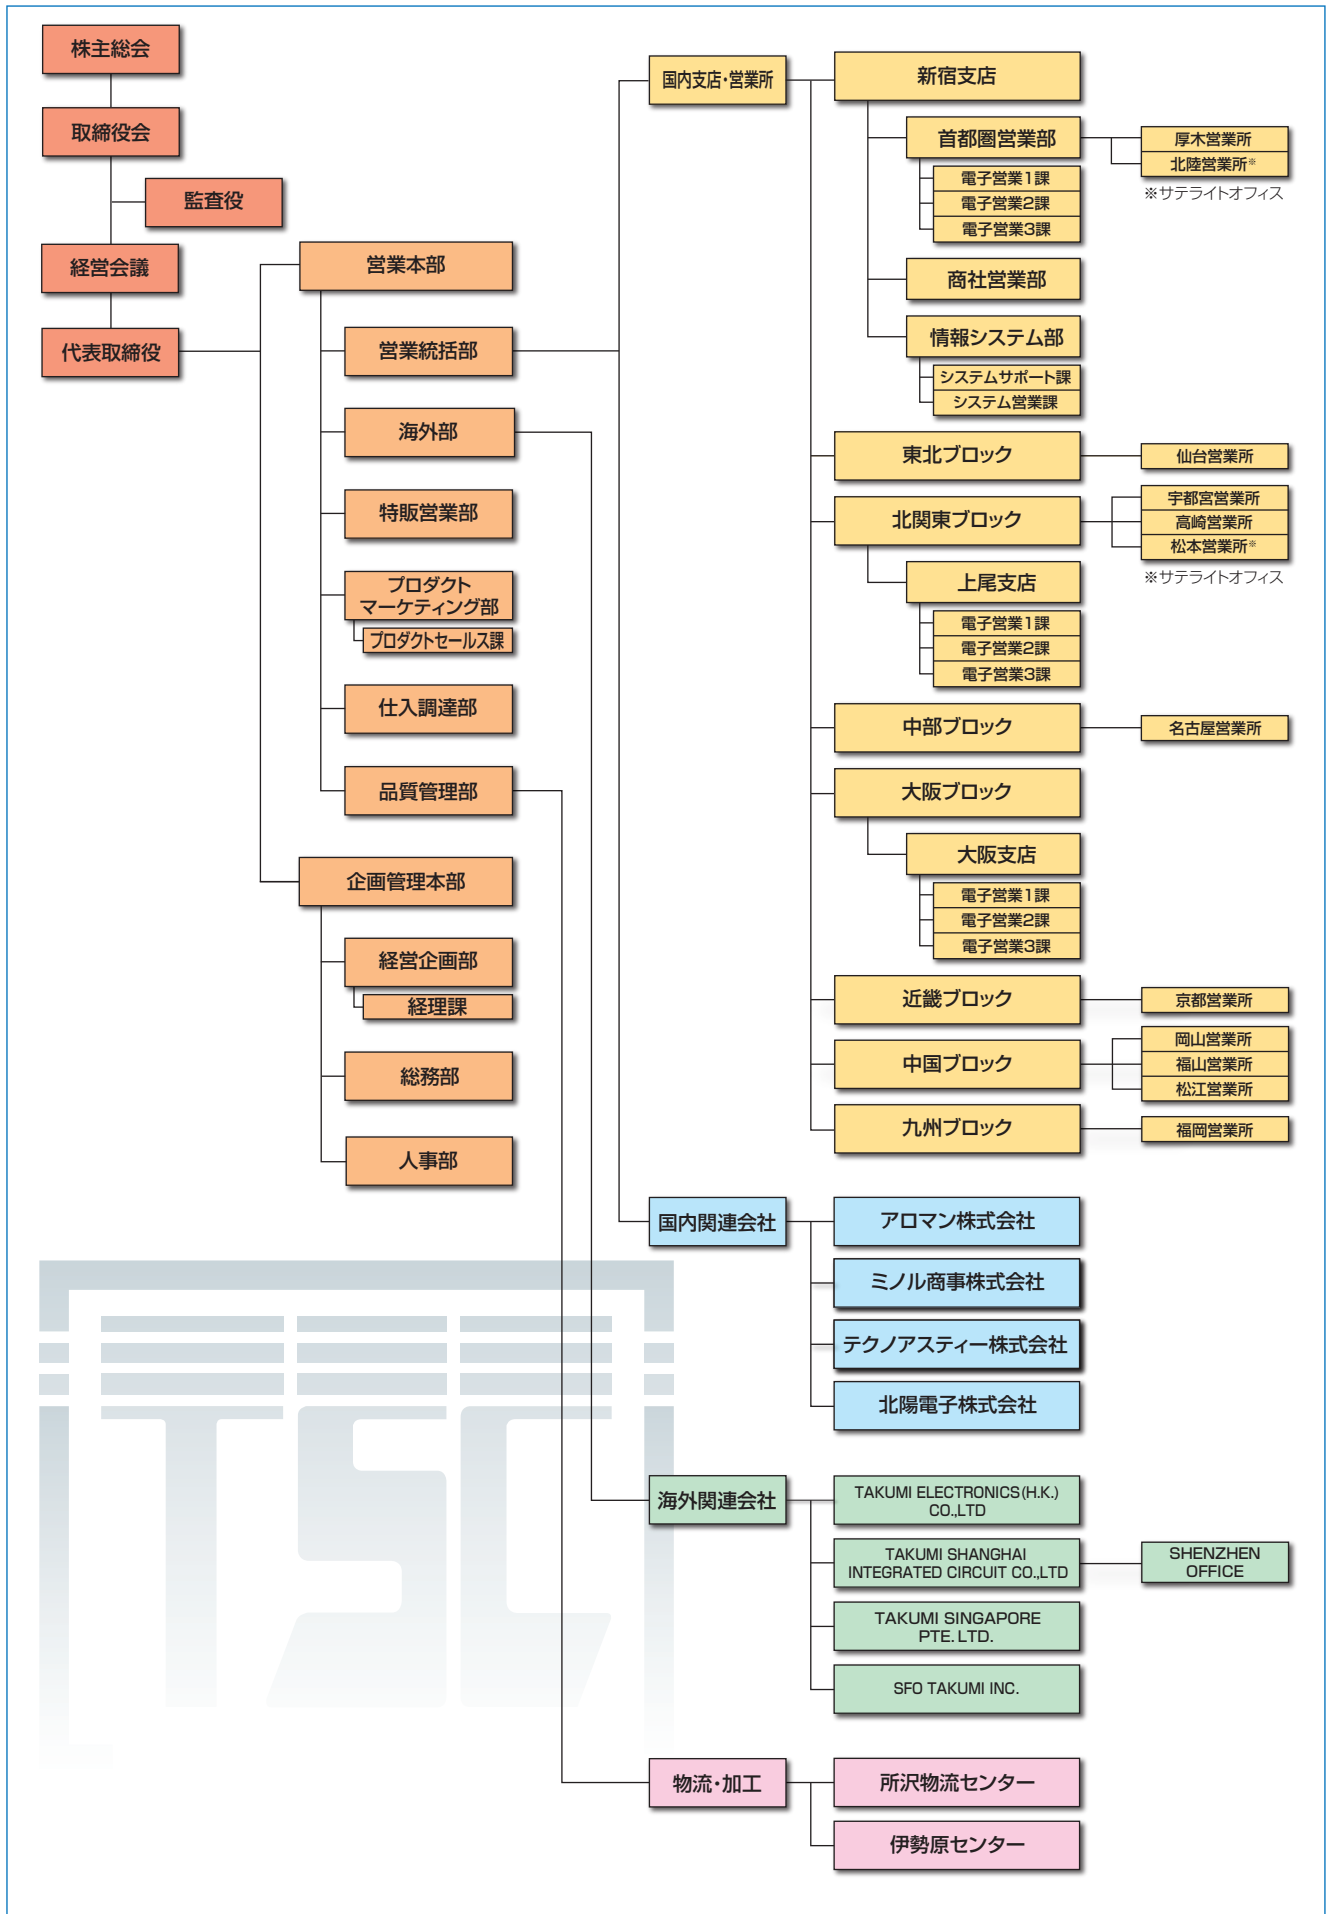 株主総会
取締役会
監査役
経営会議
代表取締役
営業本部
営業統括部
海外部
特販営業部
プロダクト
マーケティング部
プロダクトセールス課
仕入調達部
品質管理部
企画管理本部
経営企画部
経理課
総務部
人事部
国内支店・営業所
新宿支店
首都圏営業部
電子営業1課
電子営業2課
電子営業3課
厚木営業所
北陸営業所※
※サテライトオフィス
商社営業部
情報システム部
システムサポート課
システム営業課
東北ブロック
仙台営業所
北関東ブロック
宇都宮営業所
高崎営業所
松本営業所※
※サテライトオフィス
上尾支店
電子営業1課
電子営業2課
電子営業3課
中部ブロック
名古屋営業所
大阪ブロック
大阪支店
電子営業1課
電子営業2課
電子営業3課
近畿ブロック
京都営業所
中国ブロック
岡山営業所
福山営業所
松江営業所
九州ブロック
福岡営業所
国内関連会社
アロマン株式会社
ミノル商事株式会社
テクノアスティー株式会社
北陽電子株式会社
海外関連会社
TAKUMI ELECTRONICS(H.K.)
CO.,LTD
TAKUMI SHANGHAI
INTEGRATED CIRCUIT CO.,LTD
SHENZHEN
OFFICE
TAKUMI SINGAPORE
PTE. LTD.
SFO TAKUMI INC.
物流・加工
所沢物流センター
伊勢原センター
TSC